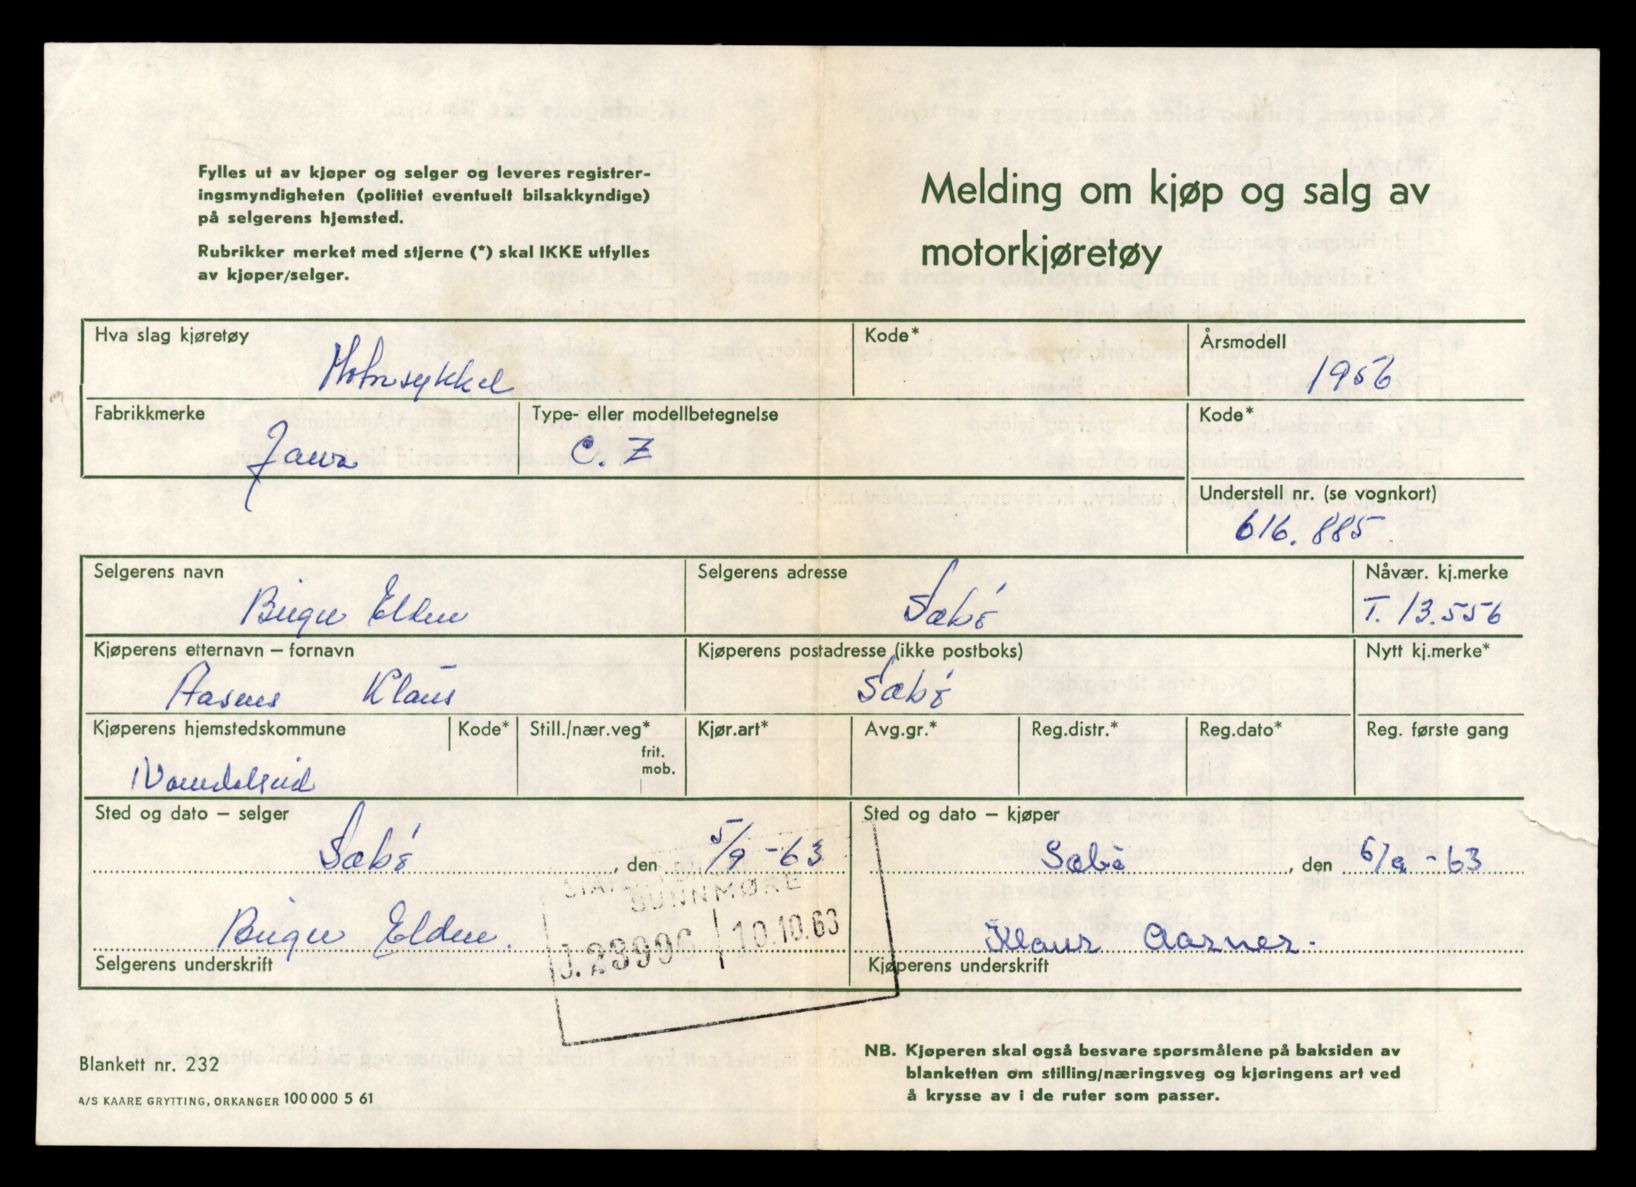 Fylles ut av kjøper og selger og leveres registrer-
ingsmyndigheten (politiet eventuelt bilsakkyndige)
på selgerens hjemsted.
Rubrikker merket med stjerne (*) skal IKKE utfylles
av kjøper/selger.
Melding om kjøp og salg av
motorkjøretøy
Hva slag kjøretøy Kode* Årsmodell
Motorsykkel 1956
Fabrikkmerke Type- eller modellbetegnelse Kode*
Jawa C. Z
Understell nr. (se vognkort)
616.885
Selgerens navn Selgerens adresse Nåvær. kj.merke
Birger Elden Sæbø T. 13.556
Kjøperens etternavn – fornavn Kjøperens postadresse (ikke postboks) Nytt kj.merke*
Aasnes Klaus Sæbø
Kjøperens hjemstedskommune Kode* Still./nær.veg* Kjør.art* Avg.gr.* Reg.distr.* Reg.dato* Reg. første gang
frit.
mob.
Sted og dato – selger Sted og dato – kjøper
Sæbø, den 5/9 -63 Sæbø, den 6/9 -63
SUNNMØRE
J. 23996 10.10.63
Birger Elden. Klaus Aasnes.
Selgerens underskrift Kjøperens underskrift
Blankett nr. 232
A/S KAARE GRYTTING, ORKANGER 100 000 5 61
NB. Kjøperen skal også besvare spørsmålene på baksiden av
blanketten om stilling/næringsveg og kjøringens art ved
å krysse av i de ruter som passer.